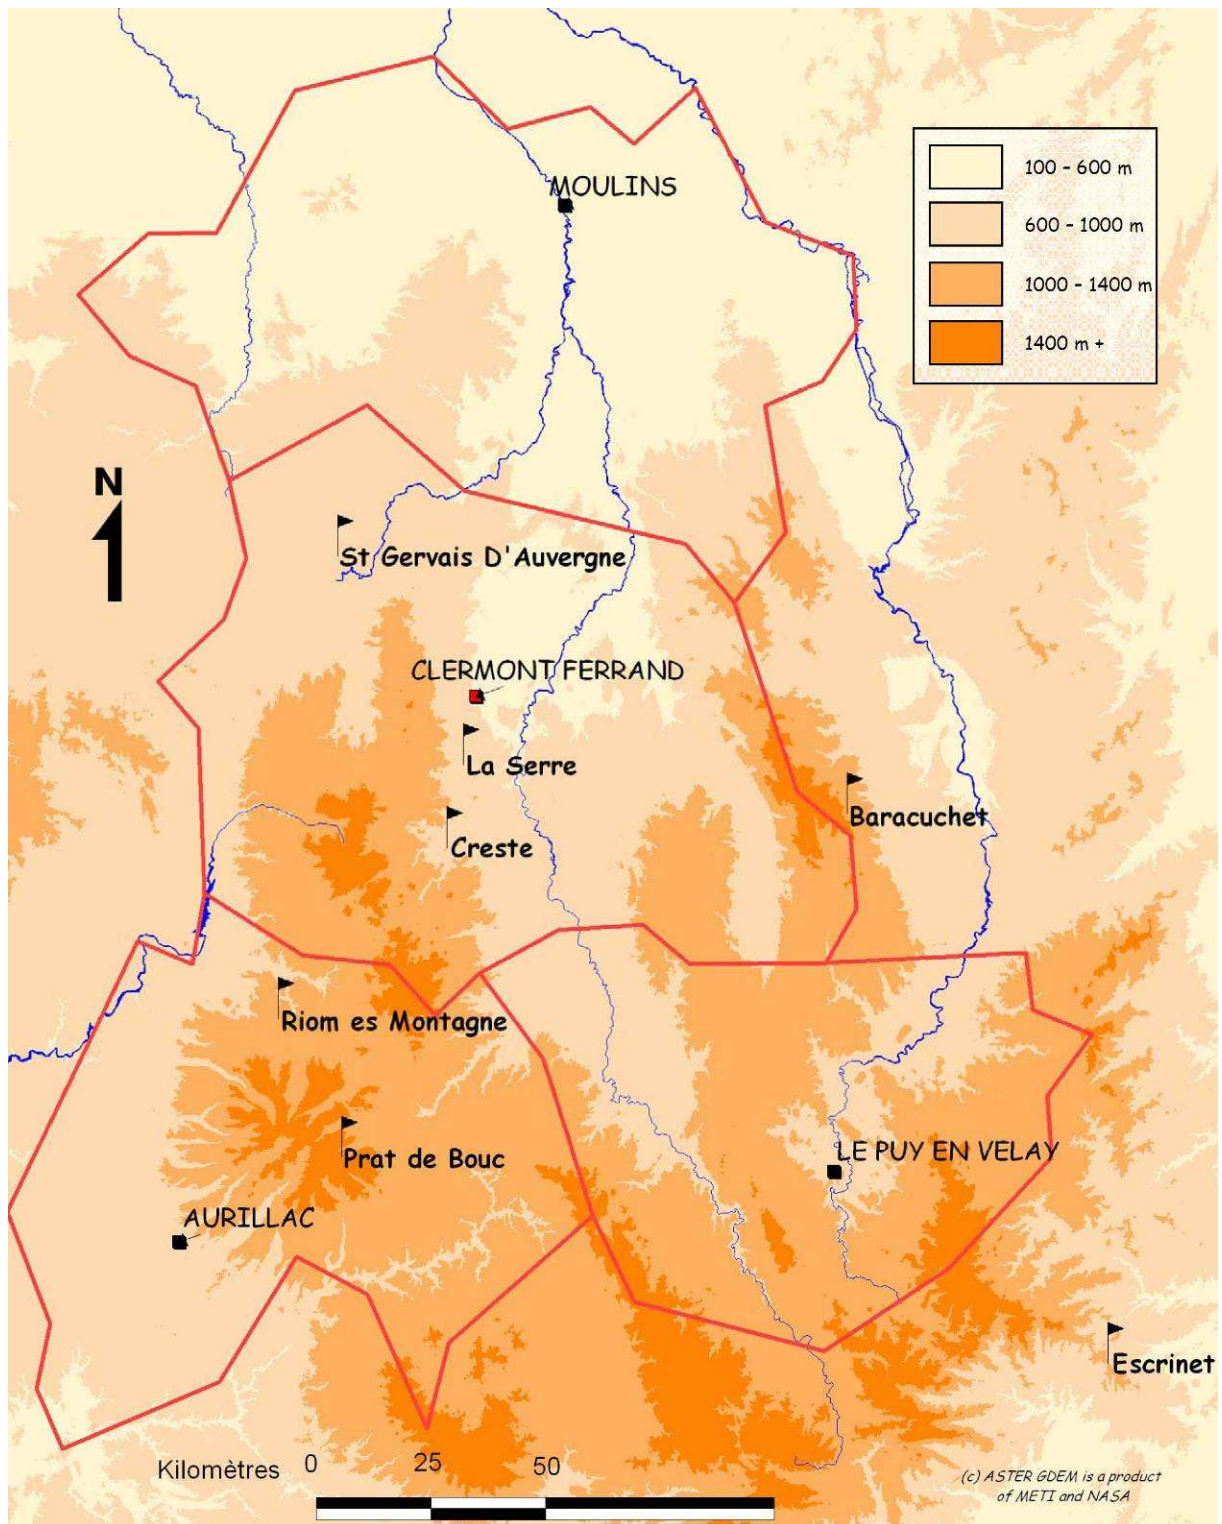 100 - 600 m
600 - 1000 m
1000 - 1400 m
1400 m +
MOULINS
N
St Gervais D'Auvergne
CLERMONT FERRAND
La Serre
Baracuchet
Creste
Riom es Montagne
Prat de Bouc
LE PUY EN VELAY
AURILLAC
Escrinet
Kilomètres 0 25 50
(c) ASTER GDEM is a product
of METI and NASA